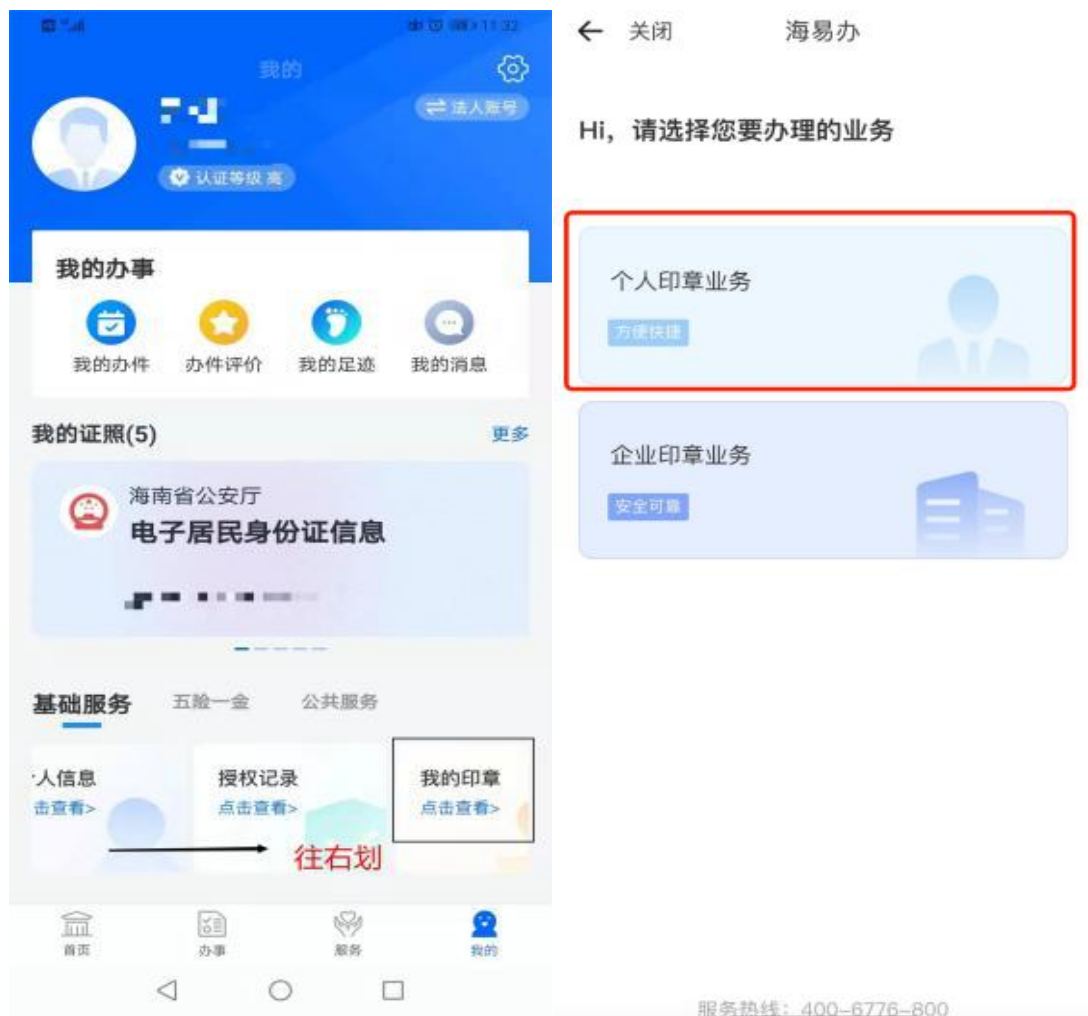 11:32
我的
法人账号
认证等级 高
我的办事
我的办件
办件评价
我的足迹
我的消息
我的证照(5)
更多
海南省公安厅
电子居民身份证信息
基础服务
五险一金
公共服务
人信息
击查看>
授权记录
点击查看>
我的印章
点击查看>
往右划
首页
办事
服务
我的
关闭
海易办
Hi，请选择您要办理的业务
个人印章业务
方便快捷
企业印章业务
安全可靠
服务热线：400-6776-800